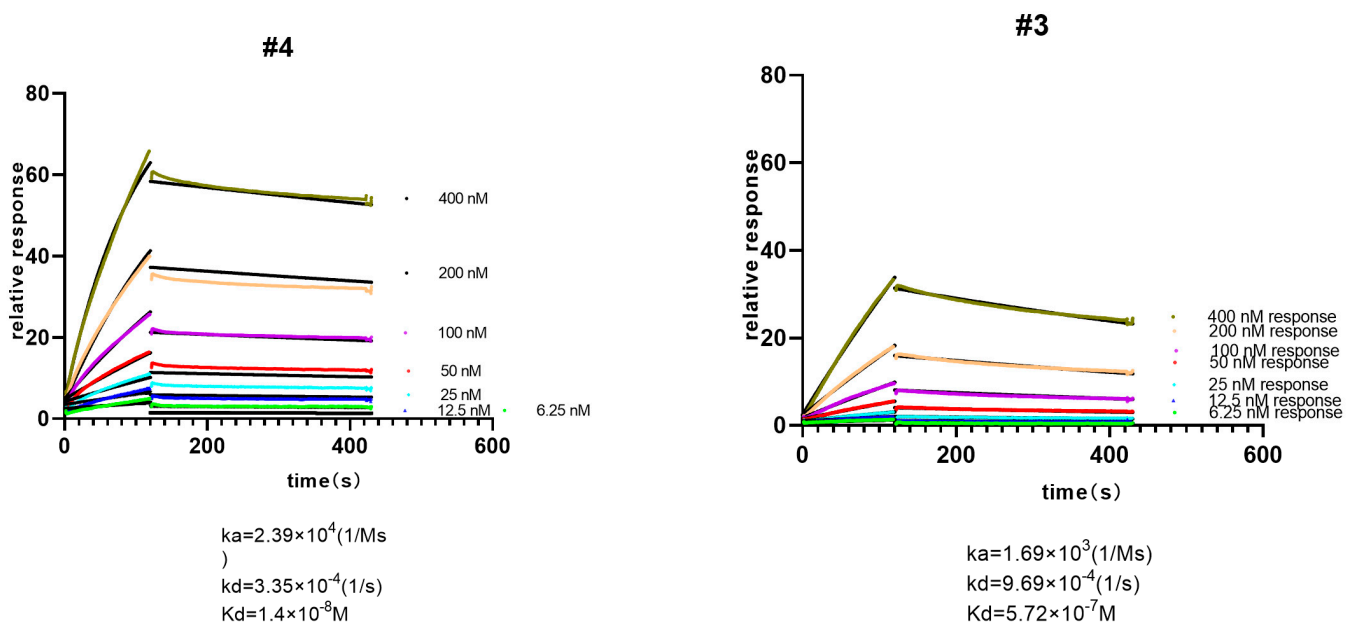 #4
80
60
40
20
0
relative response
0
200
400
600
time(s)
400 nM
200 nM
100 nM
50 nM
25 nM
12.5 nM
6.25 nM
ka=2.39×10⁴(1/Ms
)
kd=3.35×10⁻⁴(1/s)
Kd=1.4×10⁻⁸M
#3
80
60
40
20
0
relative response
0
200
400
600
time(s)
400 nM response
200 nM response
100 nM response
50 nM response
25 nM response
12.5 nM response
6.25 nM response
ka=1.69×10³(1/Ms)
kd=9.69×10⁻⁴(1/s)
Kd=5.72×10⁻⁷M